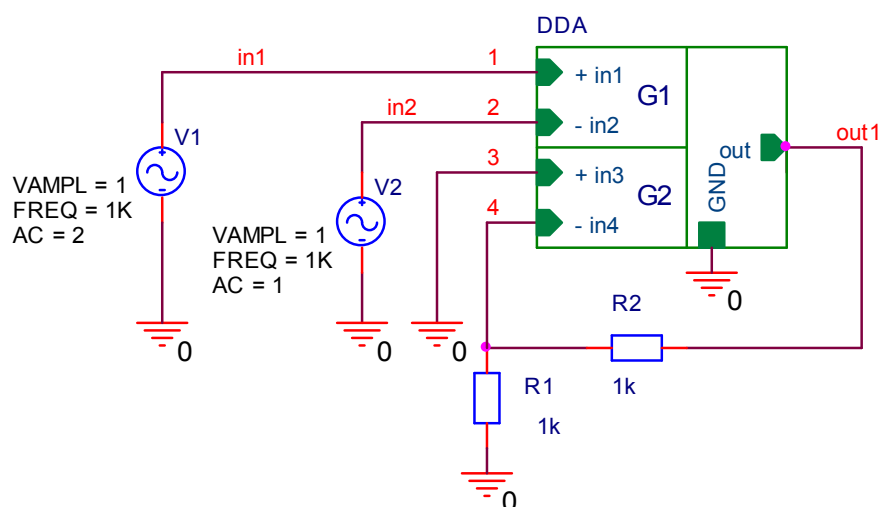 DDA
in1
1
+ in1
G1
in2
2
- in2
V1
out1
out
3
+ in3
GND
VAMPL = 1
FREQ = 1K
AC = 2
V2
G2
4
- in4
VAMPL = 1
FREQ = 1K
AC = 1
0
R2
0
0
0
R1
1k
1k
0